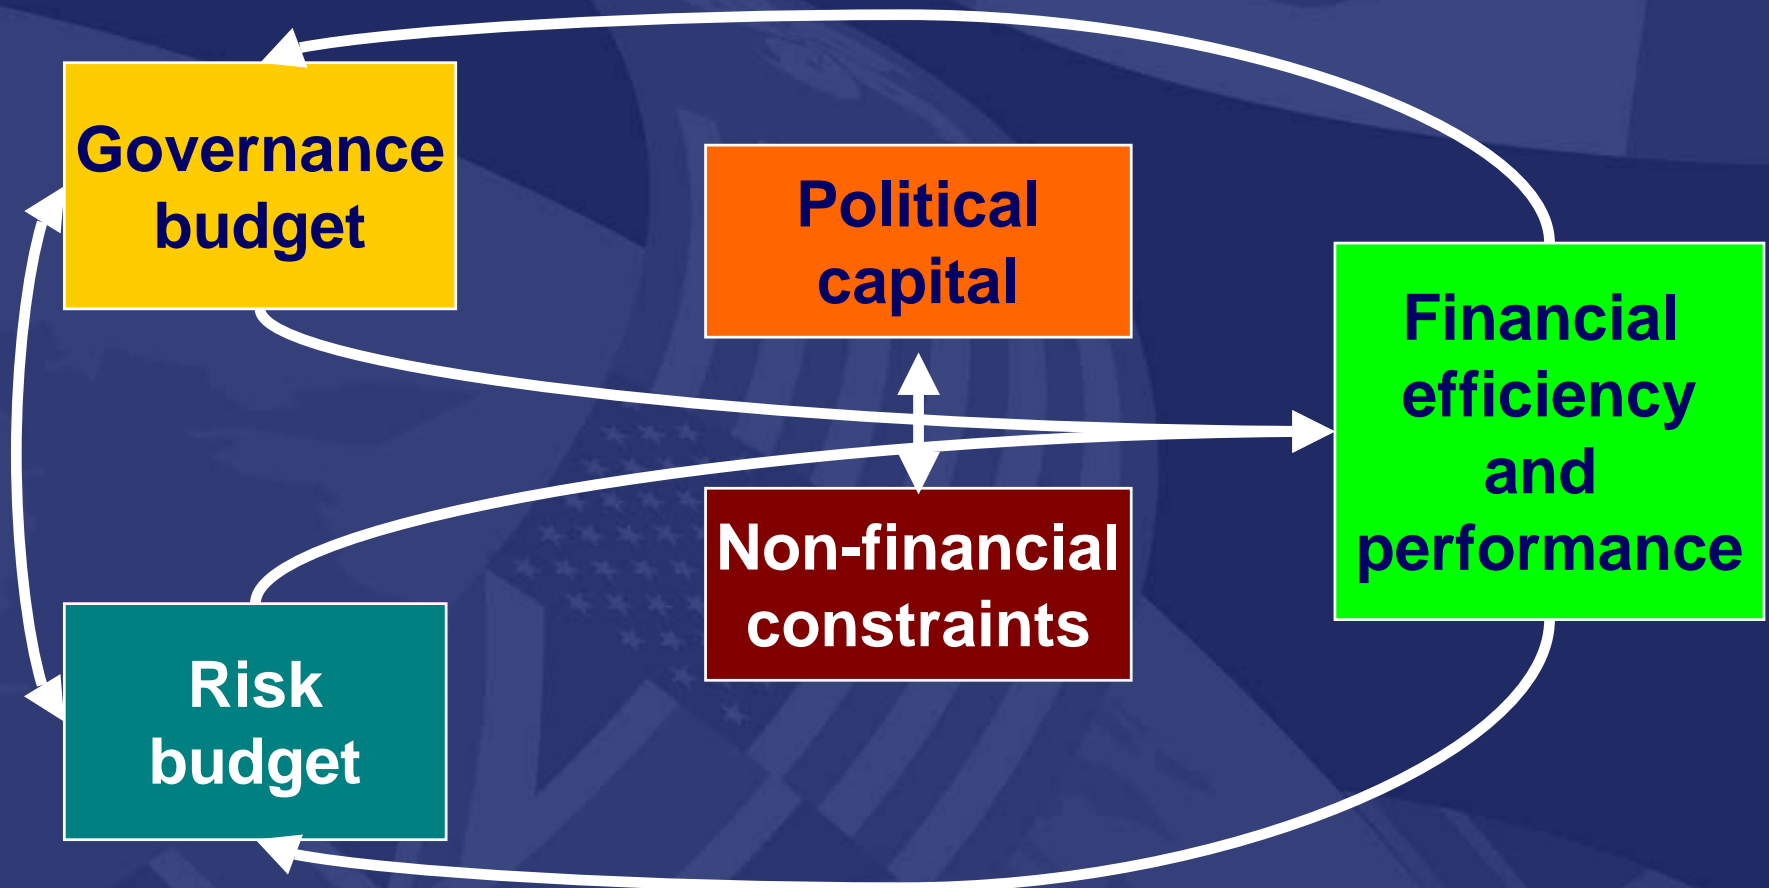 Governance
budget
Political
capital
Financial
efficiency
and
performance
Non-financial
constraints
Risk
budget